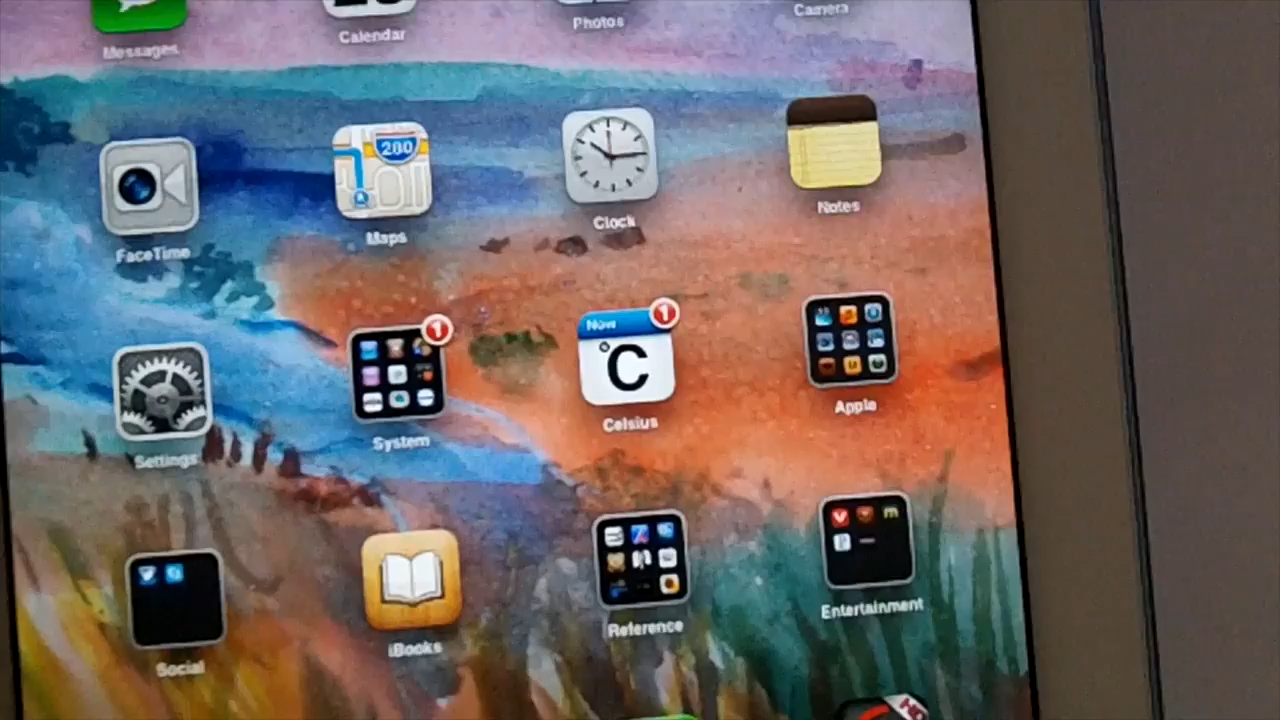 Messages
Calendar
Photos
Camera
280
FaceTime
Maps
Clock
Notes
1
Now
1
°C
Settings
System
Celsius
Apple
Social
iBooks
Reference
Entertainment
HD